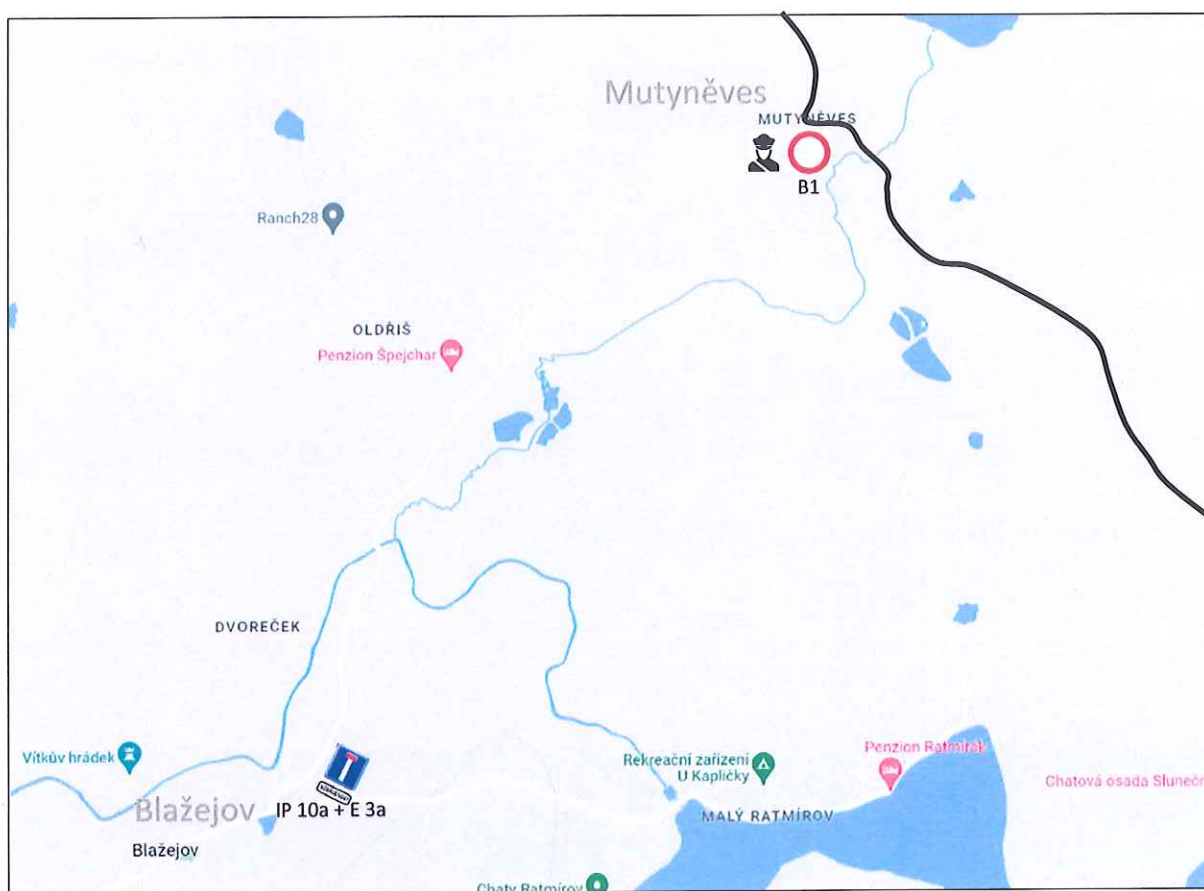 Mutyněves
MUTYNĚVES
B1
Ranch28
OLDŘIŠ
Penzion Špejchar
DVOREČEK
Vítkův hrádek
Rekreační zařízení
U Kapličky
Penzion Ratmírák
Chatová osada Slunečn
Blažejov
IP 10a + E 3a
MALÝ RATMÍROV
Blažejov
Chaty Ratmírov